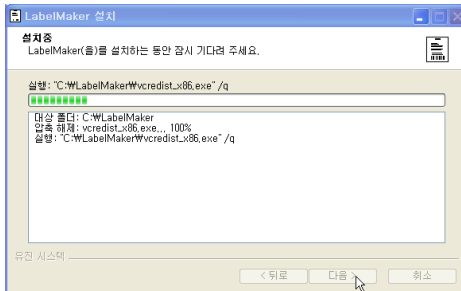 LabelMaker 설치
설치중
LabelMaker(을)를 설치하는 동안 잠시 기다려 주세요.
실행: "C:₩LabelMaker₩vcredist_x86.exe" /q
대상 폴더: C:₩LabelMaker
압축 해제: vcredist_x86.exe... 100%
실행: "C:₩LabelMaker₩vcredist_x86.exe" /q
유진 시스템
< 뒤로
다음 >
취소